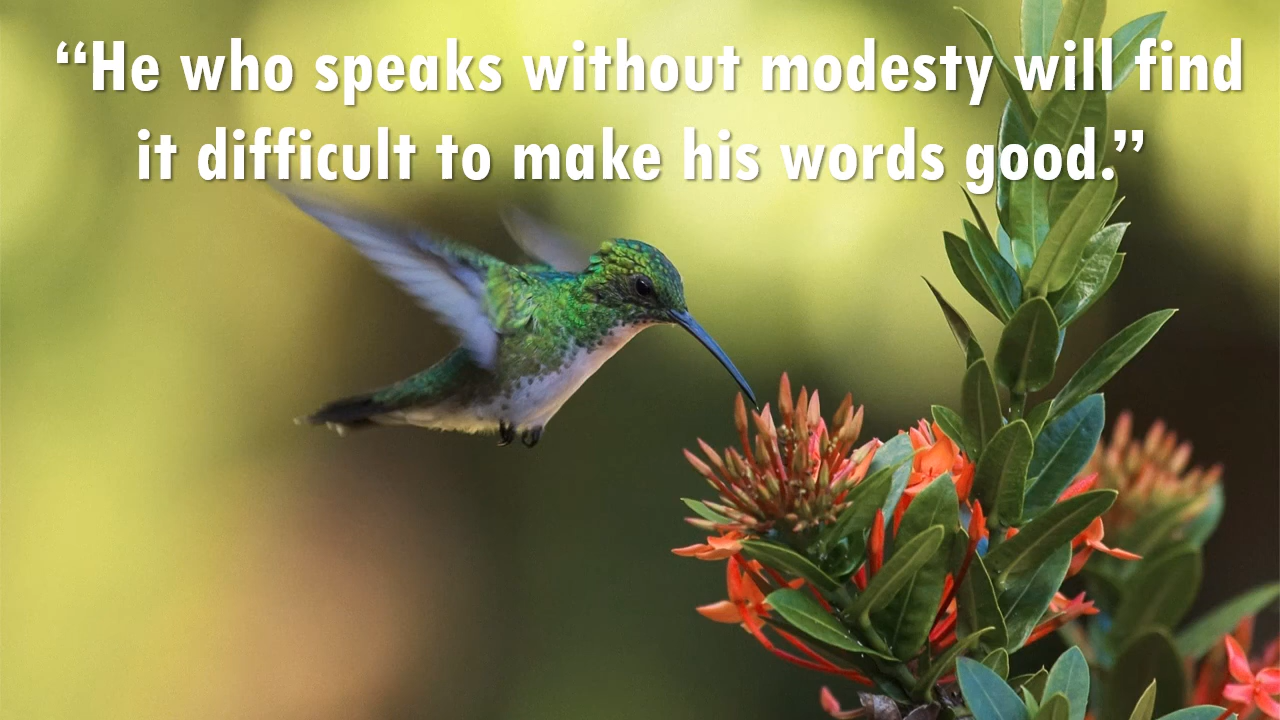 “He who speaks without modesty will find
it difficult to make his words good.”